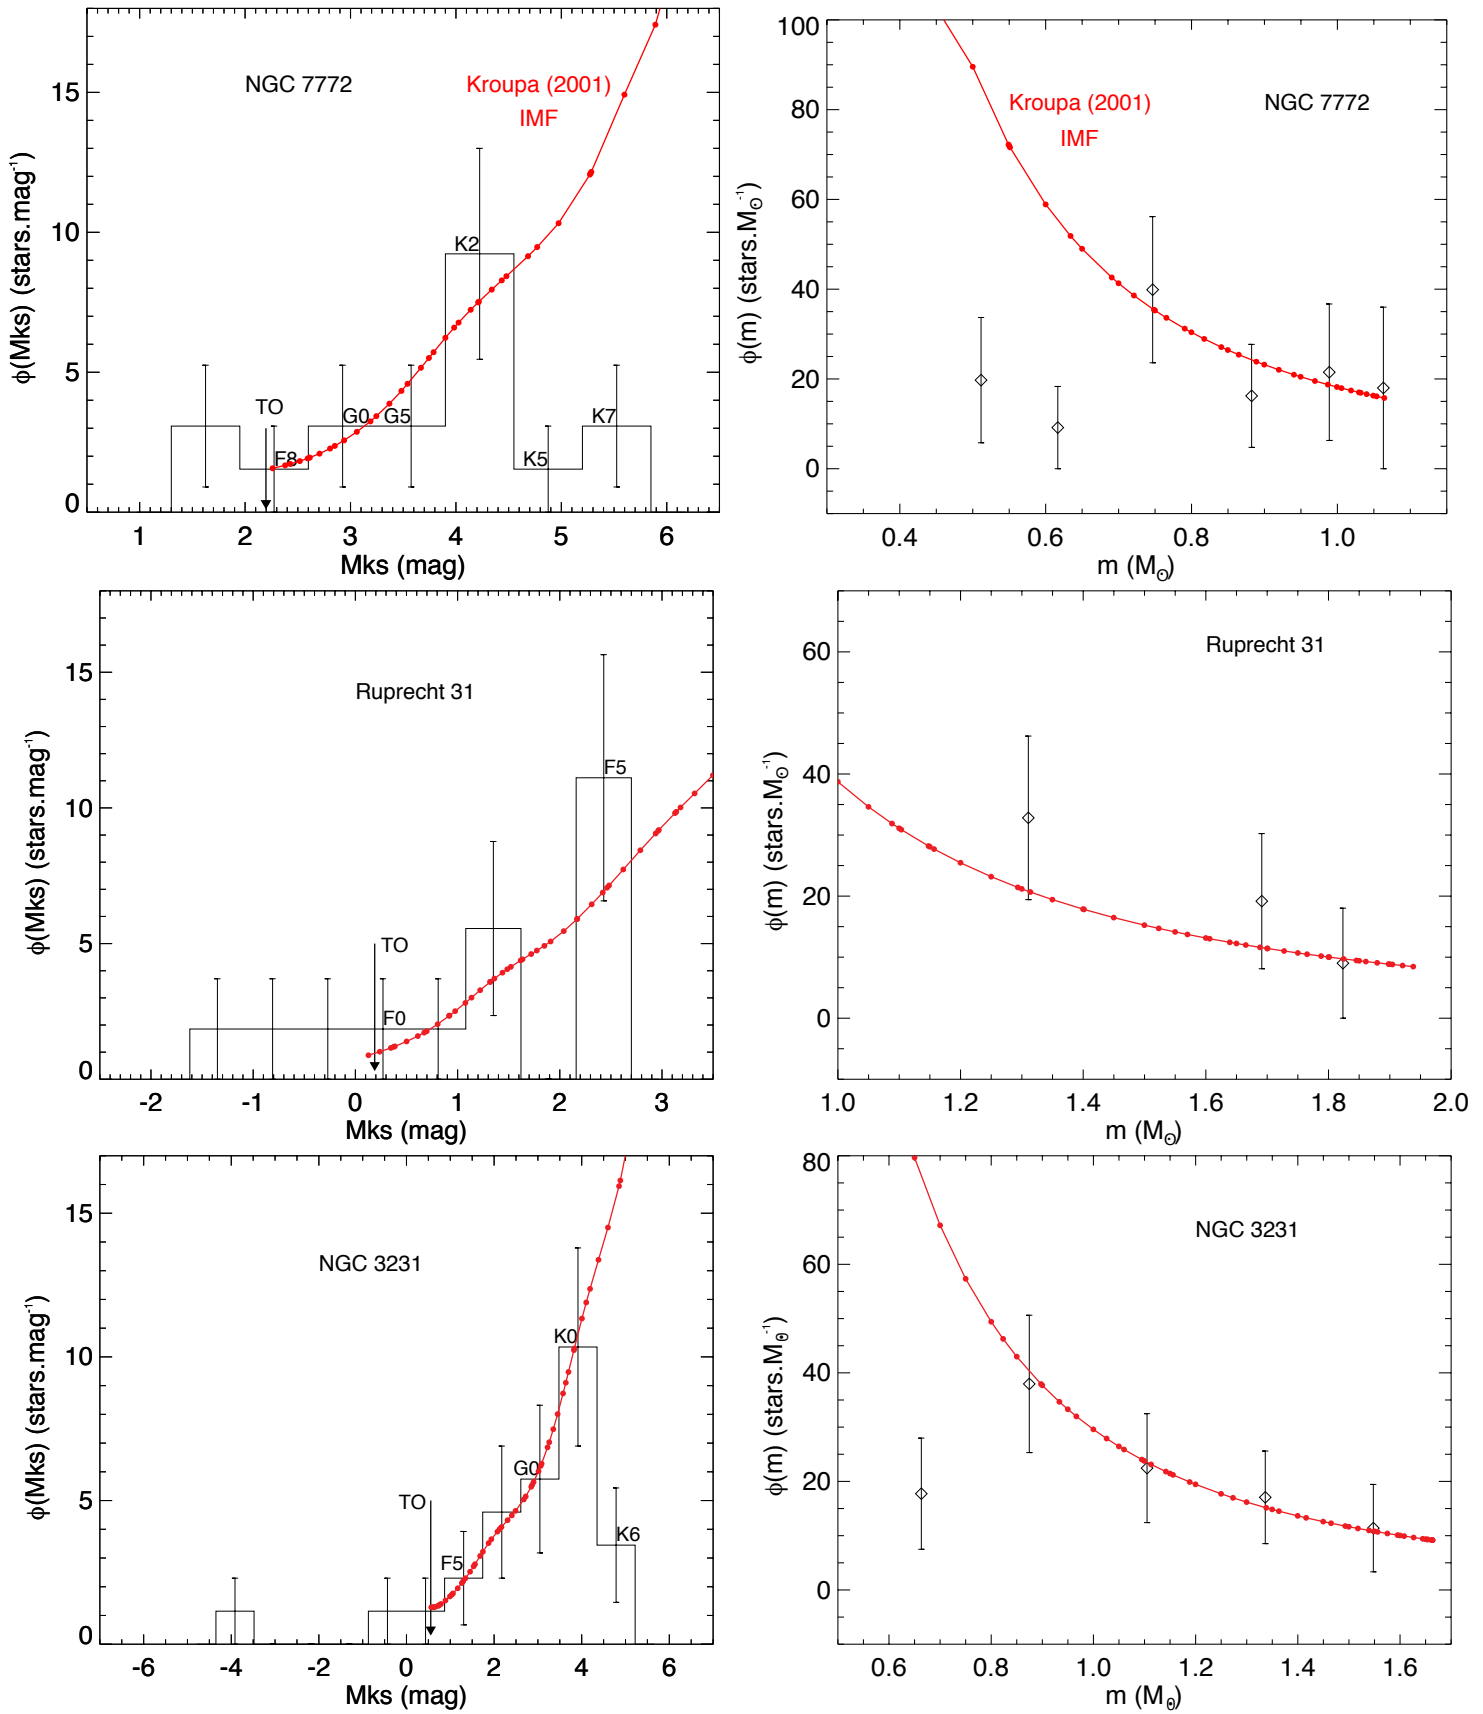 NGC 7772
Kroupa (2001)
IMF
15
10
5
0
K2
TO
F8
G0
G5
K5
K7
1 2 3 4 5 6
Mks (mag)
ϕ(Mks) (stars.mag⁻¹)
Kroupa (2001)
IMF
NGC 7772
100
80
60
40
20
0
0.4 0.6 0.8 1.0
m (M⊙)
ϕ(m) (stars.M⊙⁻¹)
Ruprecht 31
15
10
5
0
F5
TO
F0
-2 -1 0 1 2 3
Mks (mag)
ϕ(Mks) (stars.mag⁻¹)
Ruprecht 31
60
40
20
0
1.0 1.2 1.4 1.6 1.8 2.0
m (M⊙)
ϕ(m) (stars.M⊙⁻¹)
NGC 3231
15
10
5
0
K0
G0
TO
F5
K6
-6 -4 -2 0 2 4 6
Mks (mag)
ϕ(Mks) (stars.mag⁻¹)
NGC 3231
80
60
40
20
0
0.6 0.8 1.0 1.2 1.4 1.6
m (M⊙)
ϕ(m) (stars.M⊙⁻¹)